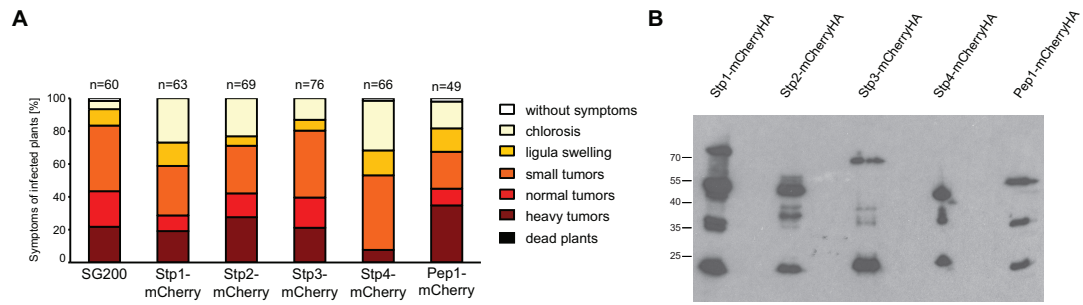 A
Symptoms of infected plants [%]
100
80
60
40
20
0
n=60
n=63
n=69
n=76
n=66
n=49
SG200
Stp1-
mCherry
Stp2-
mCherry
Stp3-
mCherry
Stp4-
mCherry
Pep1-
mCherry
without symptoms
chlorosis
ligula swelling
small tumors
normal tumors
heavy tumors
dead plants
B
Stp1-mCherryHA
Stp2-mCherryHA
Stp3-mCherryHA
Stp4-mCherryHA
Pep1-mCherryHA
70
55
40
35
25